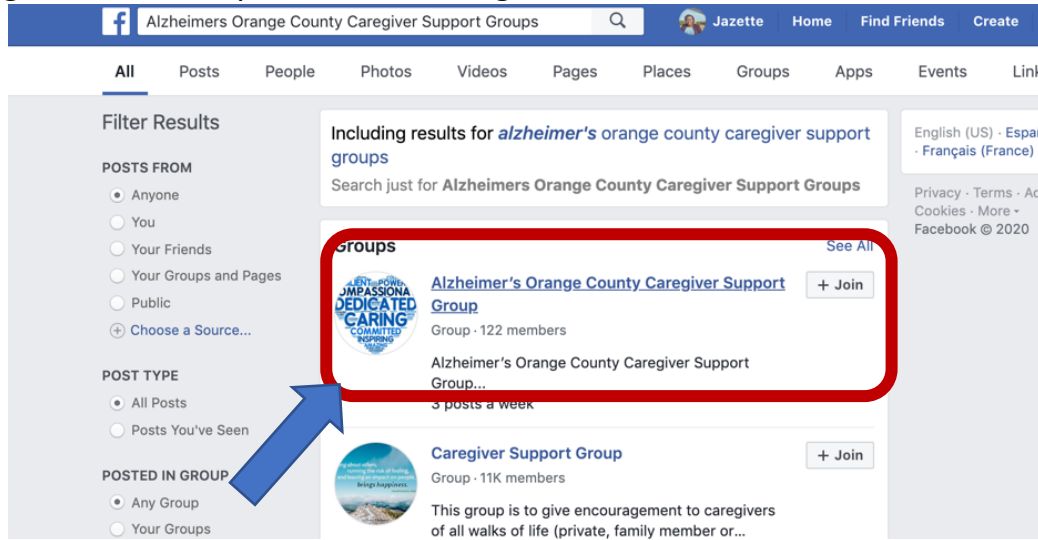 f
Alzheimers Orange County Caregiver Support Groups
Jazette Home Find Friends Create
All Posts People Photos Videos Pages Places Groups Apps Events
Filter Results
POSTS FROM
Anyone
You
Your Friends
Your Groups and Pages
Public
Choose a Source...
POST TYPE
All Posts
Posts You've Seen
POSTED IN GROUP
Any Group
Your Groups
Including results for alzheimer's orange county caregiver support
groups
Search just for Alzheimers Orange County Caregiver Support Groups
Groups See All
COMPASSIONA
DEDICATED
CARING
COMMITTED
INSPIRING
AMAZING
Alzheimer's Orange County Caregiver Support
Group
+ Join
Group · 122 members
Alzheimer's Orange County Caregiver Support
Group...
3 posts a week
brings happiness.
Caregiver Support Group
+ Join
Group · 11K members
This group is to give encouragement to caregivers
of all walks of life (private, family member or...
English (US) ·
· Français (France)
Privacy · Terms ·
Cookies · More
Facebook © 2020